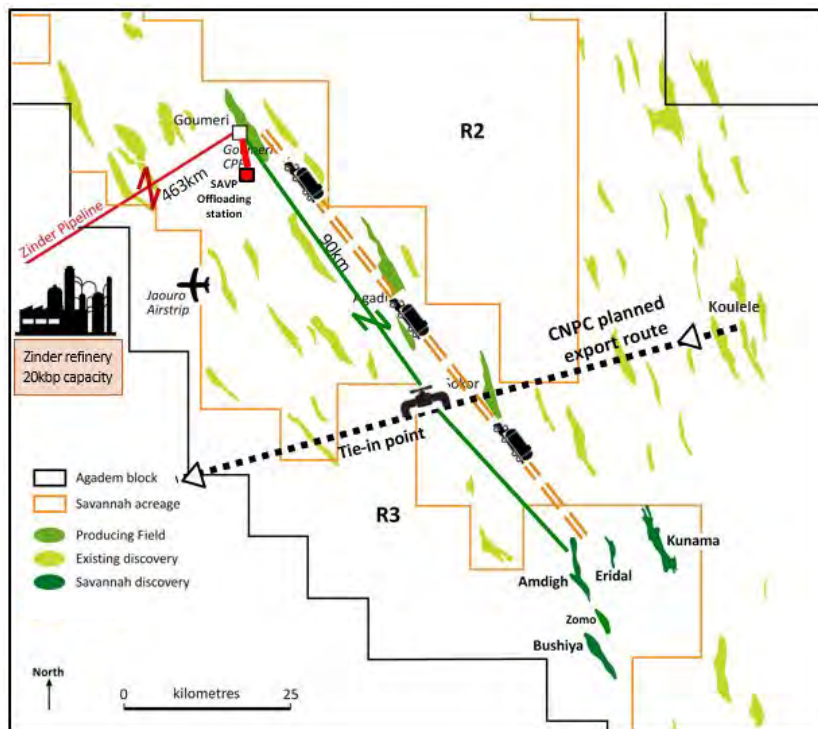 Goumeri
Goumeri
CPF
SAVP
Offloading
station
R2
463km
Zinder Pipeline
90km
Jaouro
Airstrip
Agadi
Koulele
CNPC planned
export route
Zinder refinery
20kbp capacity
Sokor
Tie-in point
Agadem block
Savannah acreage
R3
Producing Field
Existing discovery
Savannah discovery
Kunama
Eridal
Amdigh
Zomo
Bushiya
North
0 kilometres 25